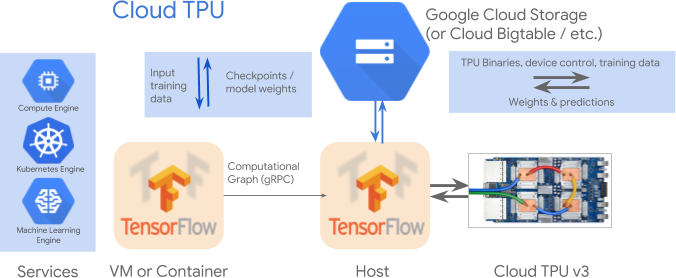 Cloud TPU
Google Cloud Storage
(or Cloud Bigtable / etc.)
Input
training
data
Checkpoints /
model weights
TPU Binaries, device control, training data
Weights & predictions
Compute Engine
Kubernetes Engine
Machine Learning
Engine
TensorFlow
Computational
Graph (gRPC)
TensorFlow
Services
VM or Container
Host
Cloud TPU v3